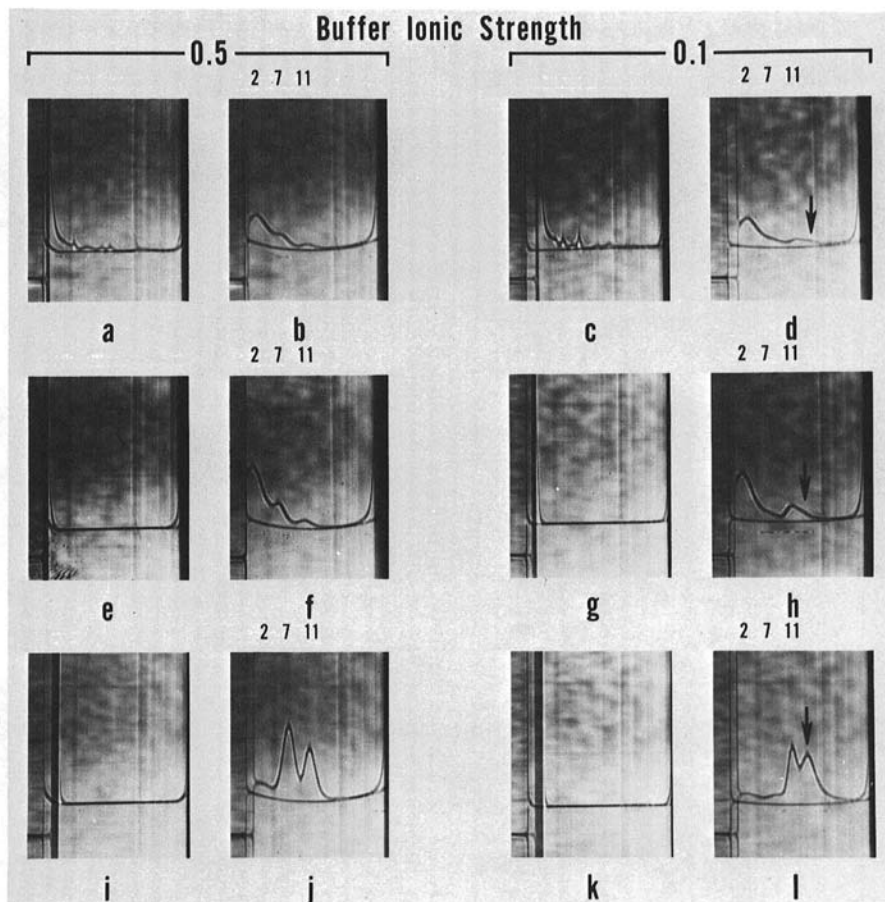 Buffer Ionic Strength
0.5 0.1
2 7 11 2 7 11
a b c d
2 7 11 2 7 11
e f g h
2 7 11 2 7 11
i j k l